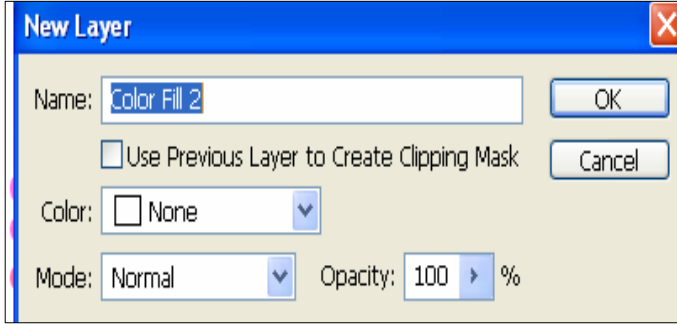 New Layer
Name: Color Fill 2 OK
Use Previous Layer to Create Clipping Mask Cancel
Color: None
Mode: Normal Opacity: 100 %